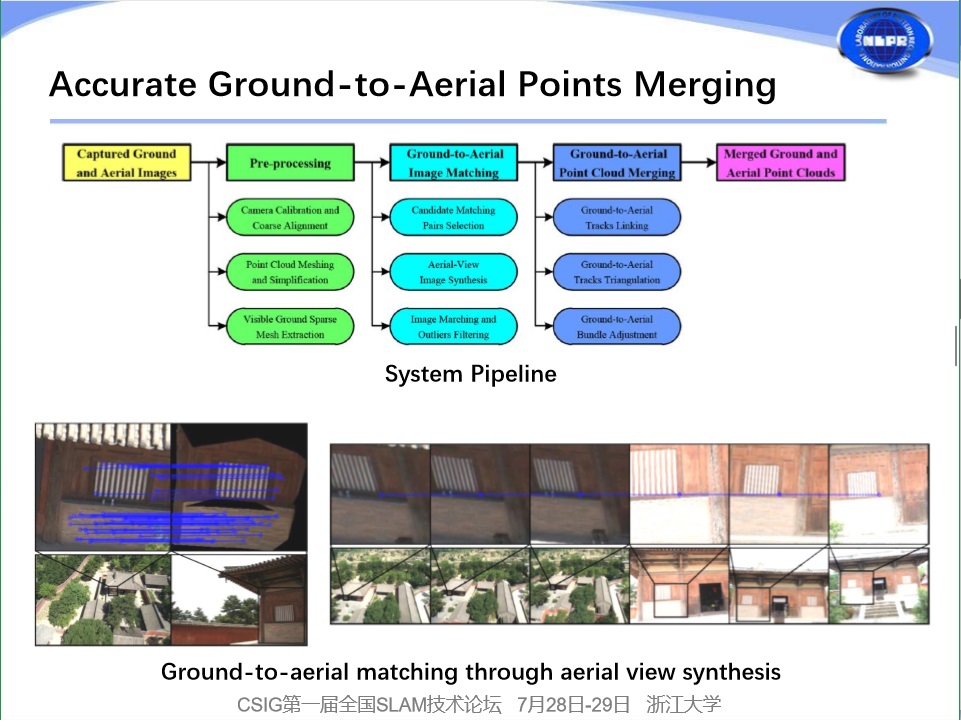 NLPR
Accurate Ground-to-Aerial Points Merging
Captured Ground
and Aerial Images
Pre-processing
Ground-to-Aerial
Image Matching
Ground-to-Aerial
Point Cloud Merging
Merged Ground and
Aerial Point Clouds
Camera Calibration and
Coarse Alignment
Candidate Matching
Pairs Selection
Ground-to-Aerial
Tracks Linking
Point Cloud Meshing
and Simplification
Aerial-View
Image Synthesis
Ground-to-Aerial
Tracks Triangulation
Visible Ground Sparse
Mesh Extraction
Image Marching and
Outliers Filtering
Ground-to-Aerial
Bundle Adjustment
System Pipeline
Ground-to-aerial matching through aerial view synthesis
CSIG第一届全国SLAM技术论坛 7月28日-29日 浙江大学